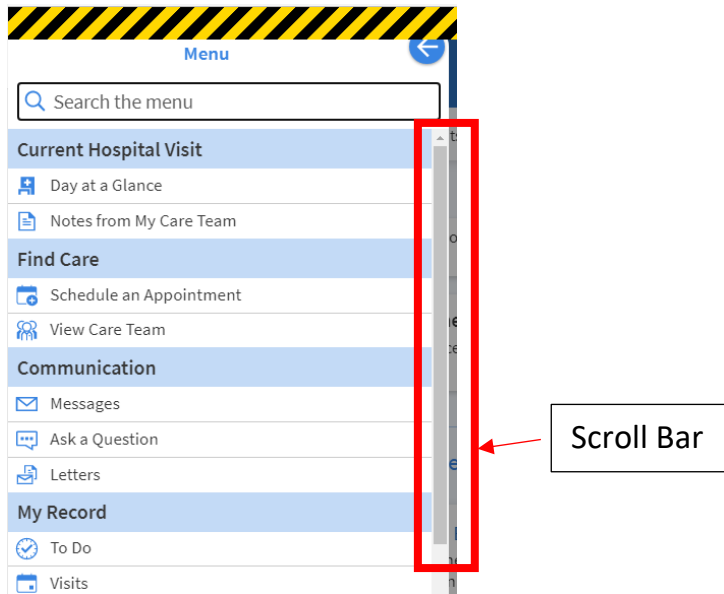 Menu
Search the menu
Current Hospital Visit
Day at a Glance
Notes from My Care Team
Find Care
Schedule an Appointment
View Care Team
Communication
Messages
Ask a Question
Scroll Bar
Letters
My Record
To Do
Visits